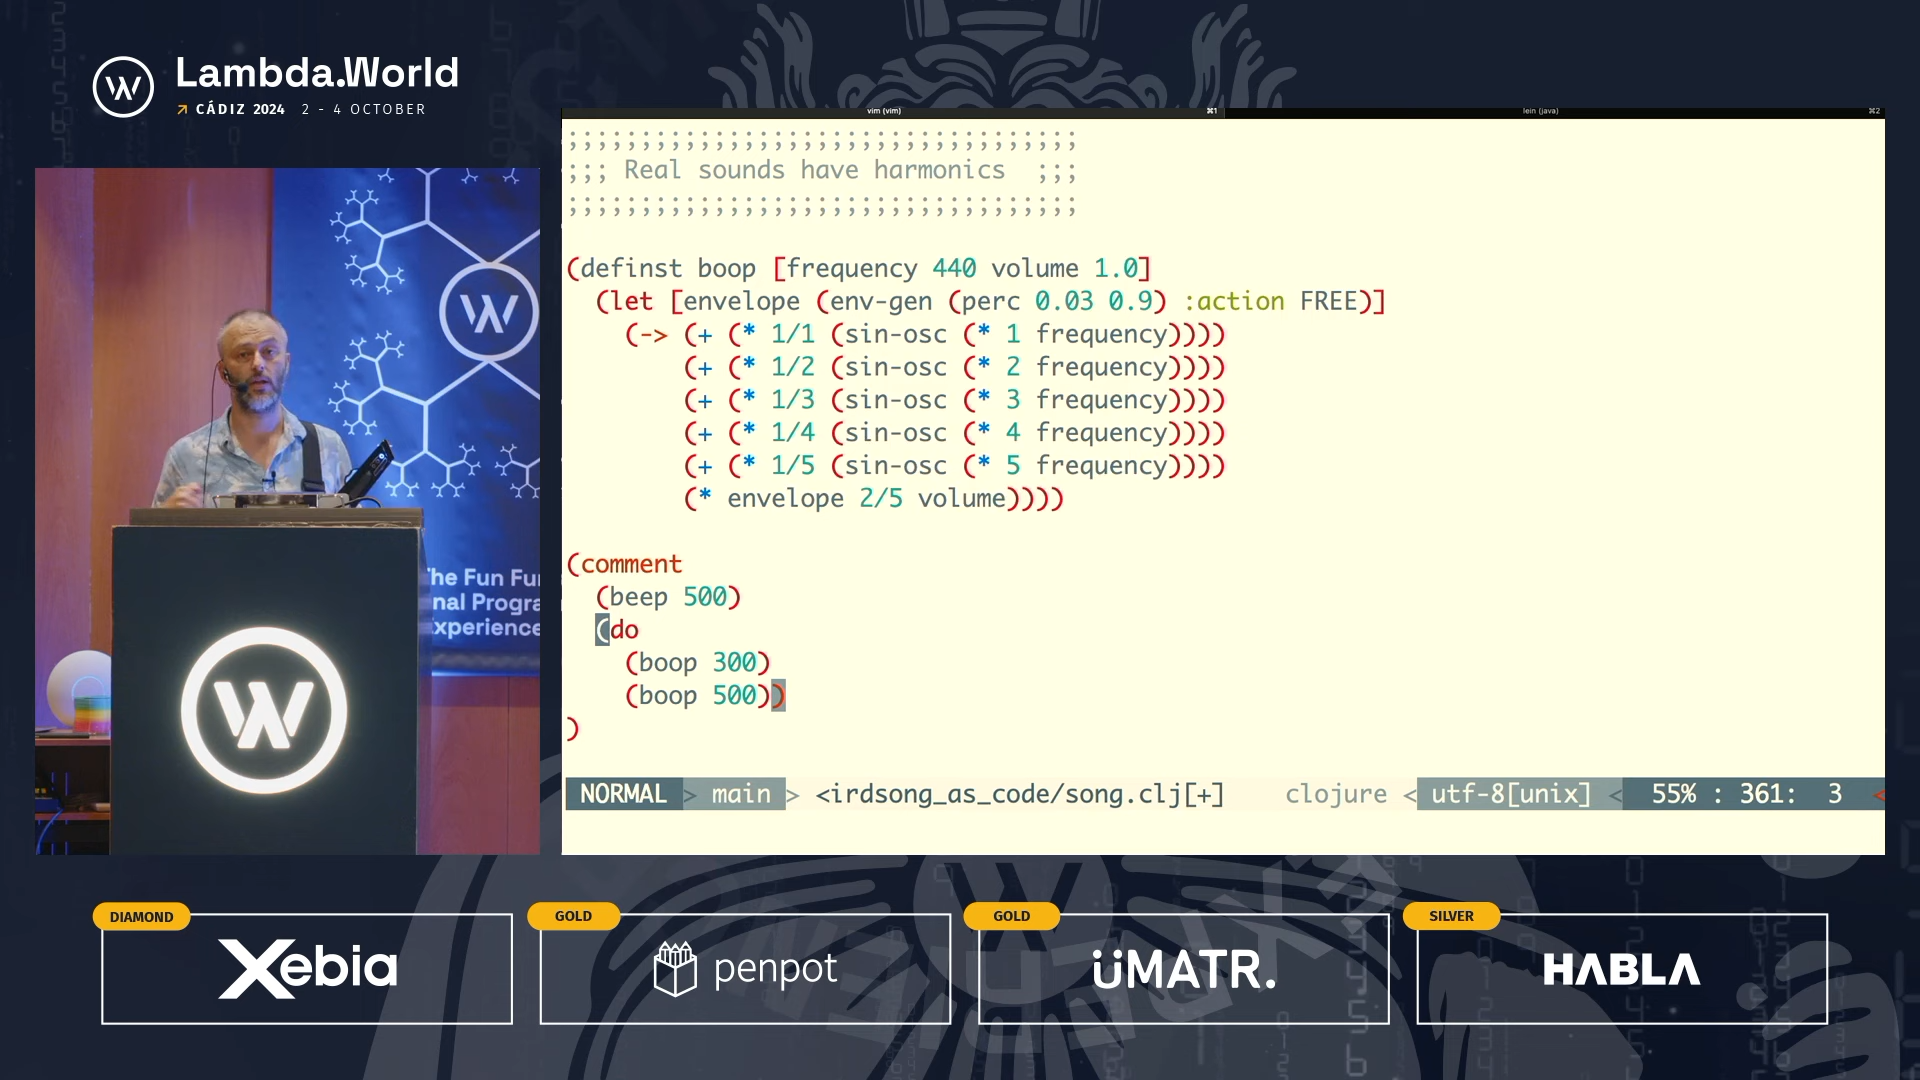 Lambda.World
CÁDIZ 2024 2 - 4 OCTOBER
vim (vim) ⌘1 lein (java) ⌘2
;;;;;;;;;;;;;;;;;;;;;;;;;;;;;;;;;;;
;;; Real sounds have harmonics  ;;;
;;;;;;;;;;;;;;;;;;;;;;;;;;;;;;;;;;;
(definst boop [frequency 440 volume 1.0]
  (let [envelope (env-gen (perc 0.03 0.9) :action FREE)]
    (-> (+ (* 1/1 (sin-osc (* 1 frequency))))
        (+ (* 1/2 (sin-osc (* 2 frequency))))
        (+ (* 1/3 (sin-osc (* 3 frequency))))
        (+ (* 1/4 (sin-osc (* 4 frequency))))
        (+ (* 1/5 (sin-osc (* 5 frequency))))
        (* envelope 2/5 volume))))
(comment
  (beep 500)
  (do
    (boop 300)
    (boop 500))
)
NORMAL > main > <irdsong_as_code/song.clj[+] clojure < utf-8[unix] < 55% : 361: 3 <
The Fun Fu
nal Progra
xperience
W
DIAMOND
Xebia
GOLD
penpot
GOLD
üMATR.
SILVER
HABLA